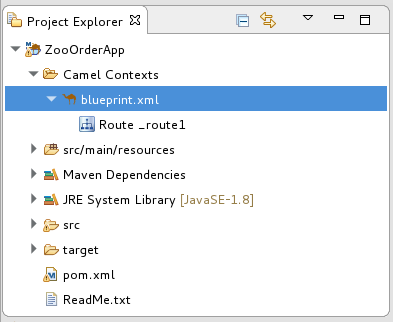 Project Explorer
ZooOrderApp
Camel Contexts
blueprint.xml
Route _route1
src/main/resources
Maven Dependencies
JRE System Library [JavaSE-1.8]
src
target
pom.xml
ReadMe.txt